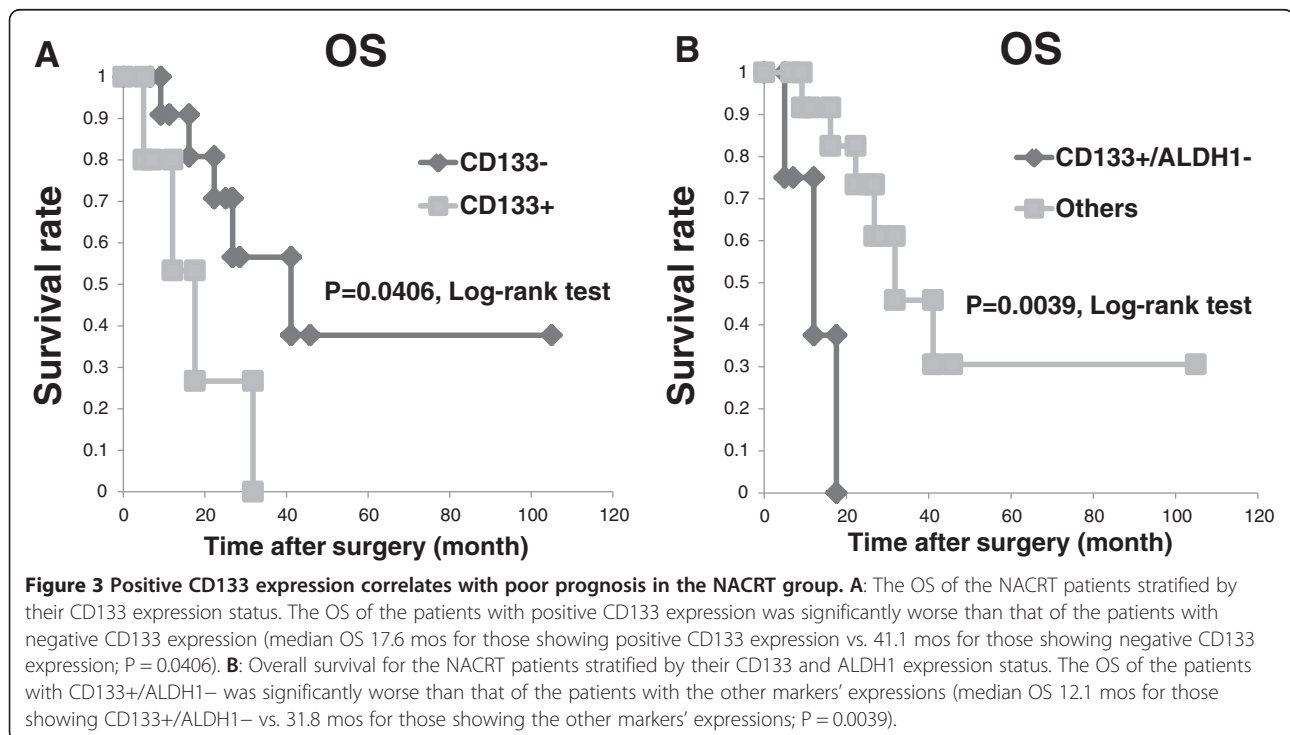 A
OS
1
0.9
0.8
0.7
0.6
0.5
0.4
0.3
0.2
0.1
0
Survival rate
CD133-
CD133+
P=0.0406, Log-rank test
0 20 40 60 80 100 120
Time after surgery (month)
B
OS
1
0.9
0.8
0.7
0.6
0.5
0.4
0.3
0.2
0.1
0
Survival rate
CD133+/ALDH1-
Others
P=0.0039, Log-rank test
0 20 40 60 80 100 120
Time after surgery (month)
Figure 3 Positive CD133 expression correlates with poor prognosis in the NACRT group. A: The OS of the NACRT patients stratified by
their CD133 expression status. The OS of the patients with positive CD133 expression was significantly worse than that of the patients with
negative CD133 expression (median OS 17.6 mos for those showing positive CD133 expression vs. 41.1 mos for those showing negative CD133
expression; P = 0.0406). B: Overall survival for the NACRT patients stratified by their CD133 and ALDH1 expression status. The OS of the patients
with CD133+/ALDH1− was significantly worse than that of the patients with the other markers’ expressions (median OS 12.1 mos for those
showing CD133+/ALDH1− vs. 31.8 mos for those showing the other markers’ expressions; P = 0.0039).